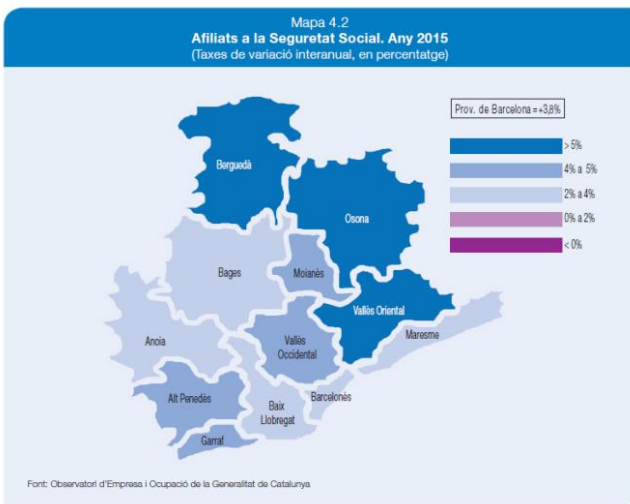 Mapa 4.2
Afiliats a la Seguretat Social. Any 2015
(Taxes de variació interanual, en percentatge)
Prov. de Barcelona = +3,8%
> 5%
4% a 5%
2% a 4%
0% a 2%
< 0%
Berguedà
Osona
Bages
Moianès
Vallès Oriental
Maresme
Anoia
Vallès
Occidental
Alt Penedès
Baix
Llobregat
Barcelonès
Garraf
Font: Observatori d'Empresa i Ocupació de la Generalitat de Catalunya